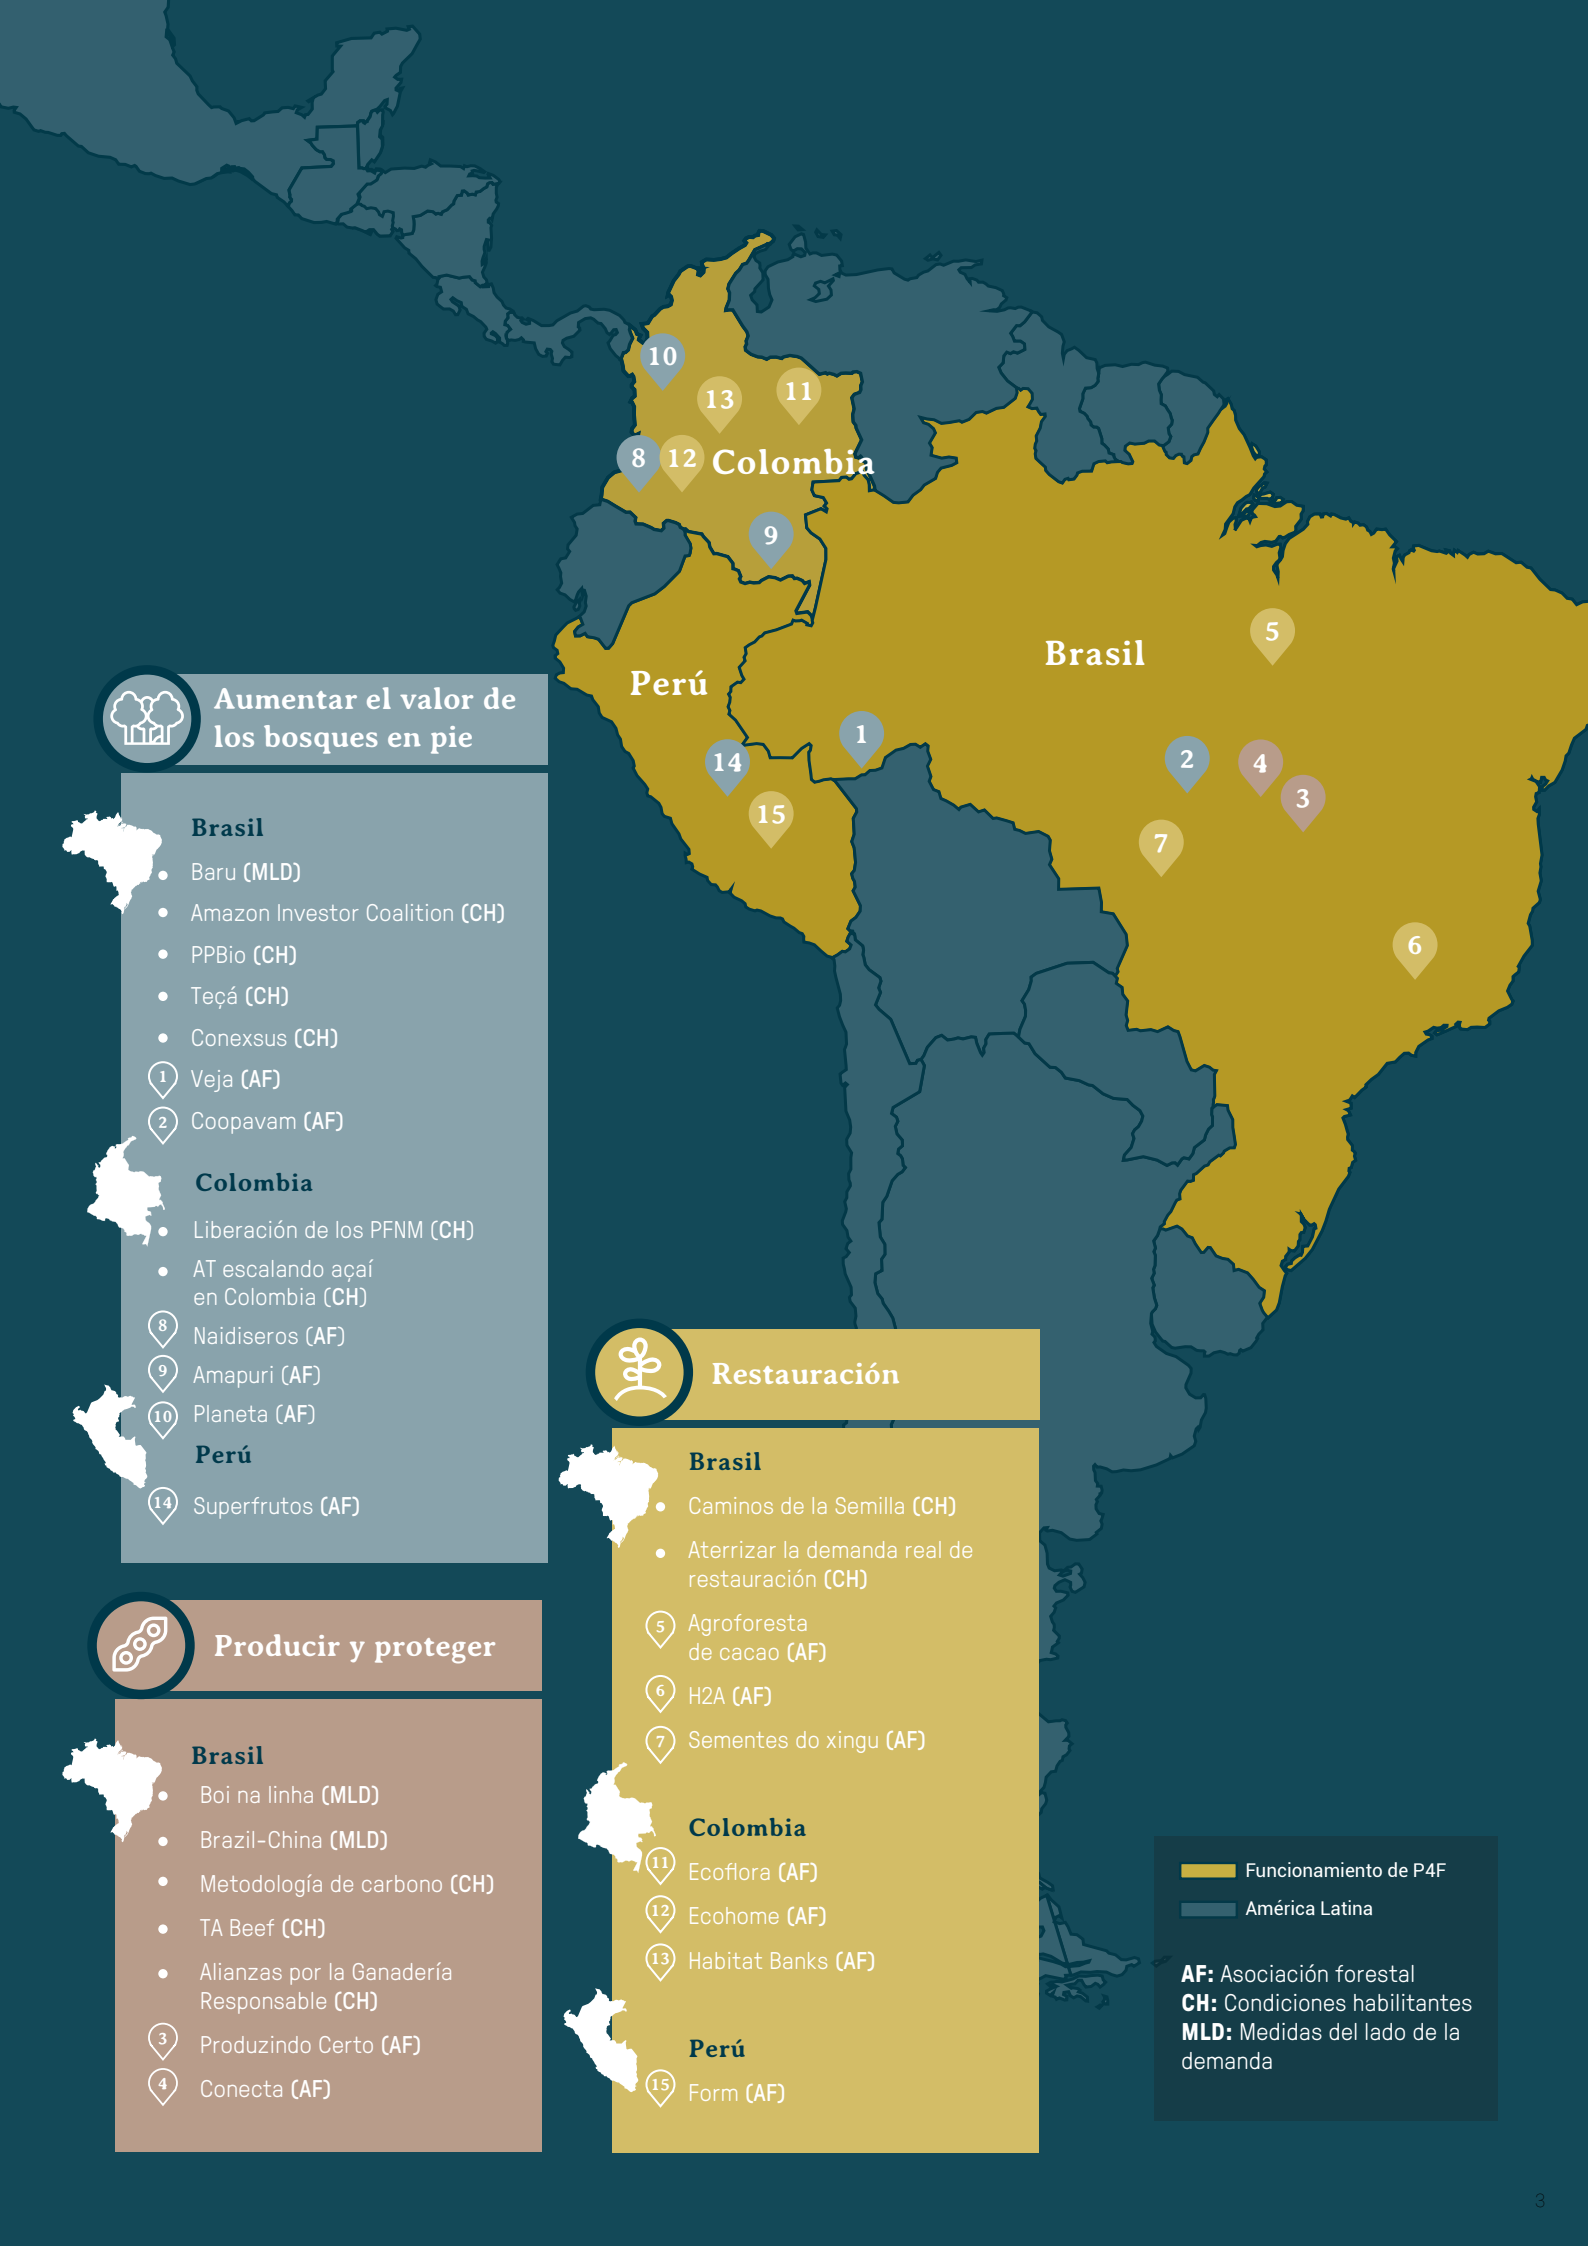 10
13
11
8
12
Colombia
9
5
Brasil
Perú
1
14
2
4
3
15
7
6
Aumentar el valor de
los bosques en pie
Brasil
Baru (MLD)
Amazon Investor Coalition (CH)
PPBio (CH)
Teçá (CH)
Conexsus (CH)
1 Veja (AF)
2 Coopavam (AF)
Colombia
Liberación de los PFNM (CH)
AT escalando açaí
en Colombia (CH)
8 Naidiseros (AF)
9 Amapuri (AF)
10 Planeta (AF)
Perú
14 Superfrutos (AF)
Producir y proteger
Brasil
Boi na linha (MLD)
Brazil-China (MLD)
Metodología de carbono (CH)
TA Beef (CH)
Alianzas por la Ganadería
Responsable (CH)
3 Produzindo Certo (AF)
4 Conecta (AF)
Restauración
Brasil
Caminos de la Semilla (CH)
Aterrizar la demanda real de
restauración (CH)
5 Agroforesta
de cacao (AF)
6 H2A (AF)
7 Sementes do xingu (AF)
Colombia
11 Ecoflora (AF)
12 Ecohome (AF)
13 Habitat Banks (AF)
Perú
15 Form (AF)
Funcionamiento de P4F
América Latina
AF: Asociación forestal
CH: Condiciones habilitantes
MLD: Medidas del lado de la
demanda
3